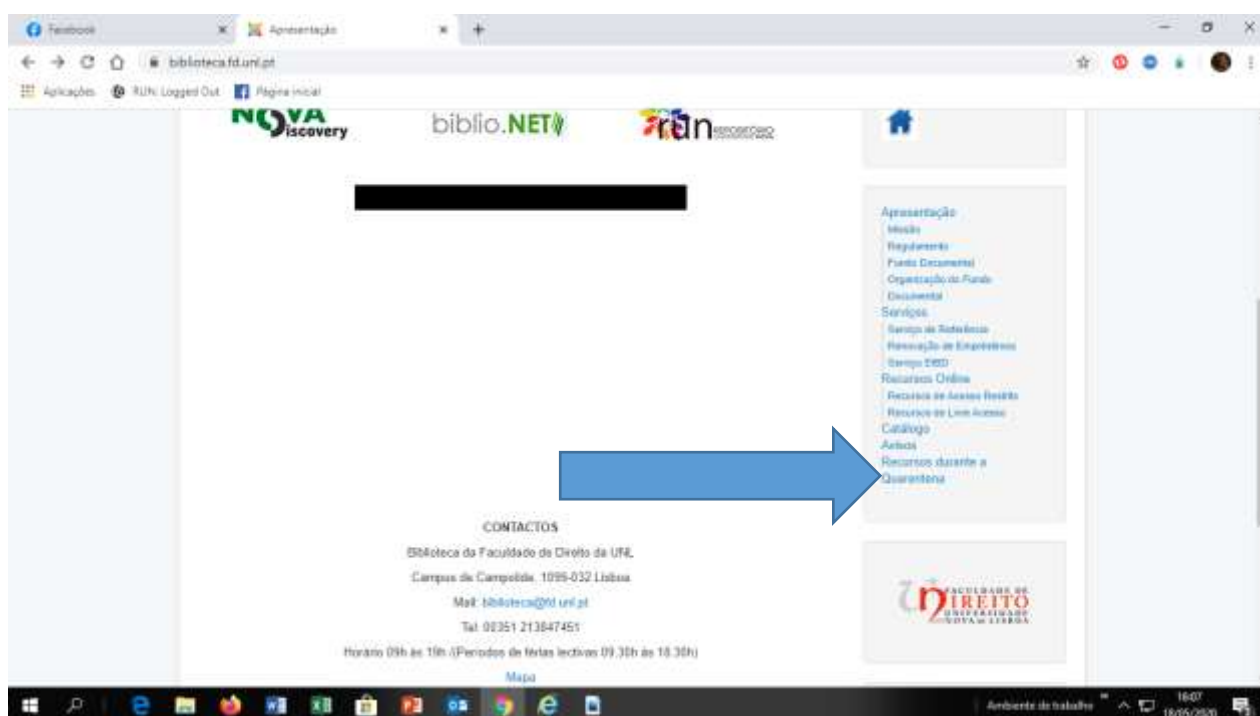 Facebook
Apresentação
biblioteca.fd.unl.pt
Aplicações
RUN: Logged Out
Página inicial
NOVA
Discovery
biblio.NET
run
Apresentação
Missão
Regulamento
Fundo Documental
Organização do Fundo
Documental
Serviços
Serviço de Referência
Renovação de Empréstimos
Serviço EIBD
Recursos Online
Recursos de Acesso Restrito
Recursos de Livre Acesso
Catálogo
Avisos
Recursos durante a
Quarentena
CONTACTOS
Biblioteca da Faculdade de Direito da UNL
Campus de Campolide. 1099-032 Lisboa
Mail: biblioteca@fd.unl.pt
Tel: 00351 213847451
Horário 09h às 19h /(Períodos de férias lectivas 09.30h às 18.30h)
Mapa
FACULDADE DE
DIREITO
UNIVERSIDADE
NOVA DE LISBOA
Ambiente de trabalho
16:07
18/05/2020